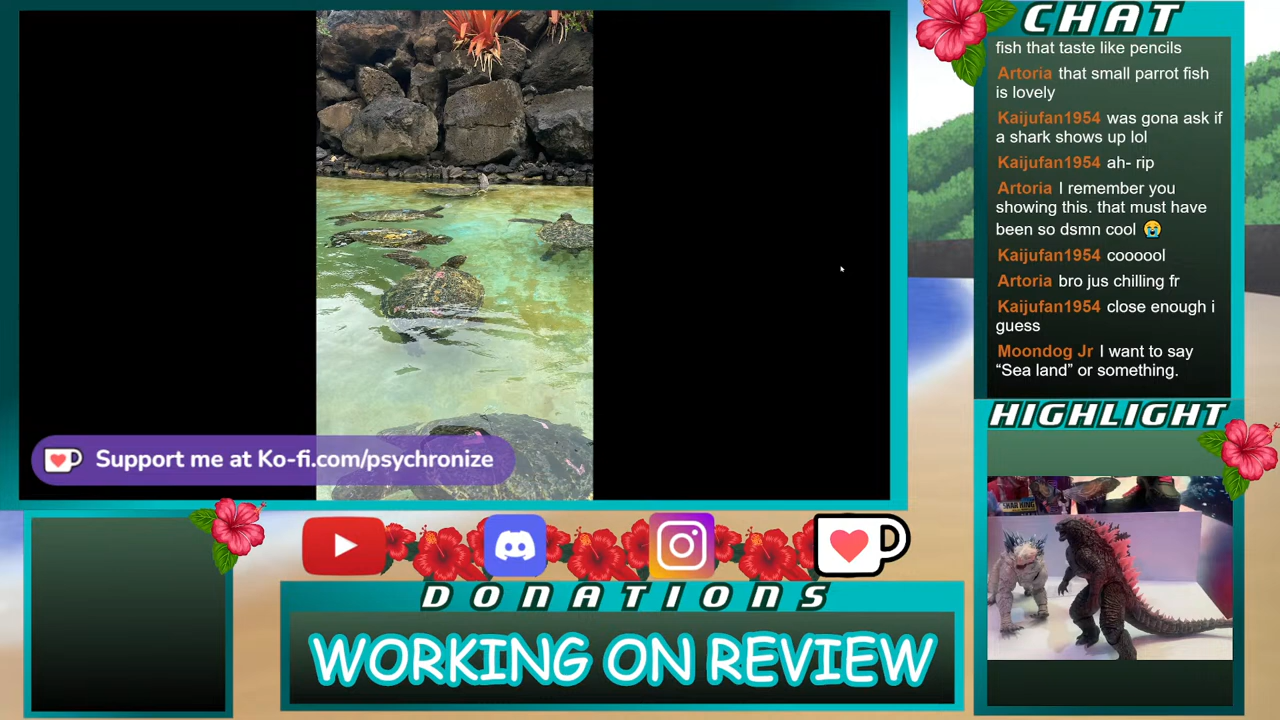 CHAT
fish that taste like pencils
Artoria that small parrot fish
is lovely
Kaijufan1954 was gona ask if
a shark shows up lol
Kaijufan1954 ah- rip
Artoria I remember you
showing this. that must have
been so dsmn cool 😭
Kaijufan1954 coooool
Artoria bro jus chilling fr
Kaijufan1954 close enough i
guess
Moondog Jr I want to say
“Sea land” or something.
Support me at Ko-fi.com/psychronize
HIGHLIGHT
DONATIONS
WORKING ON REVIEW